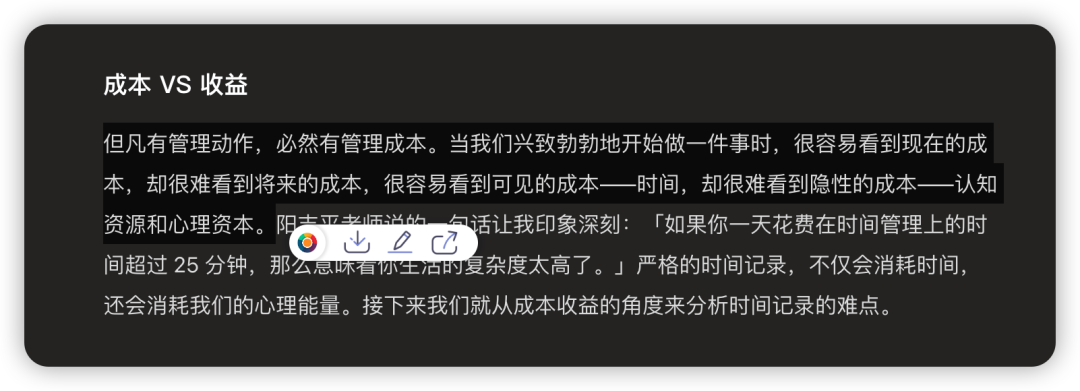 成本 VS 收益
但凡有管理动作，必然有管理成本。当我们兴致勃勃地开始做一件事时，很容易看到现在的成
本，却很难看到将来的成本，很容易看到可见的成本——时间，却很难看到隐性的成本——认知
资源和心理资本。阳志平老师说的一句话让我印象深刻：「如果你一天花费在时间管理上的时
间超过 25 分钟，那么意味着你生活的复杂度太高了。」严格的时间记录，不仅会消耗时间，
还会消耗我们的心理能量。接下来我们就从成本收益的角度来分析时间记录的难点。